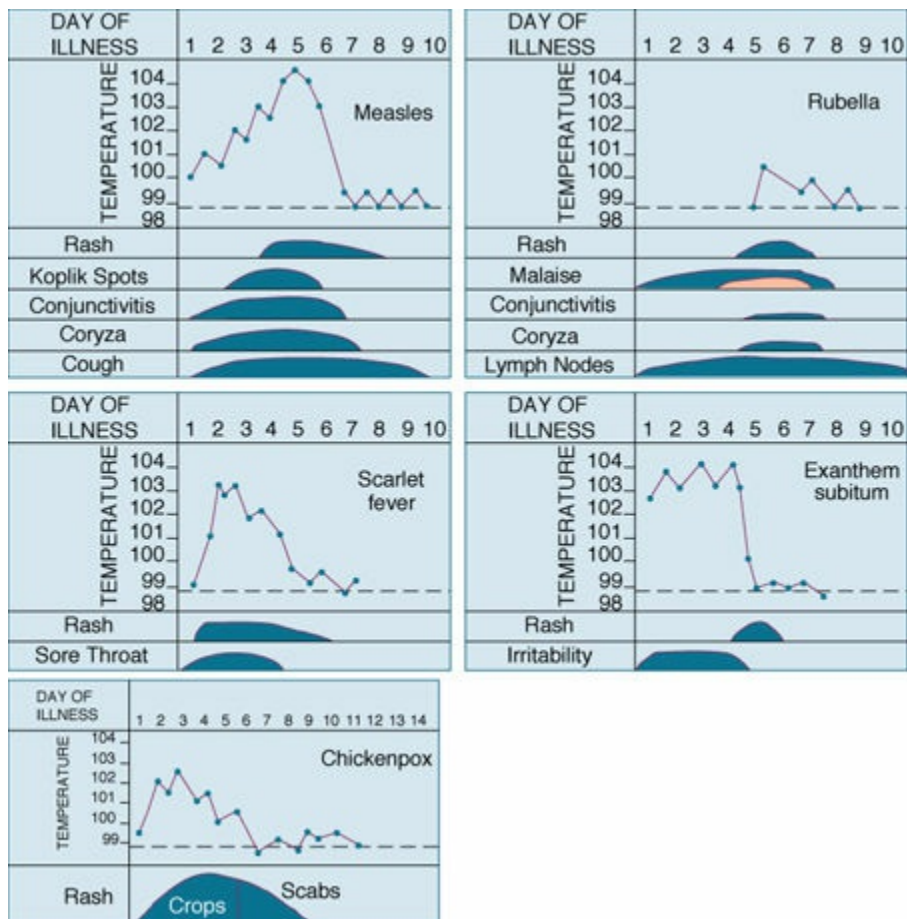 DAY OF
ILLNESS
1 2 3 4 5 6 7 8 9 10
TEMPERATURE
104
103
102
101
100
99
98
Measles
Rash
Koplik Spots
Conjunctivitis
Coryza
Cough
DAY OF
ILLNESS
1 2 3 4 5 6 7 8 9 10
TEMPERATURE
104
103
102
101
100
99
98
Rubella
Rash
Malaise
Conjunctivitis
Coryza
Lymph Nodes
DAY OF
ILLNESS
1 2 3 4 5 6 7 8 9 10
TEMPERATURE
104
103
102
101
100
99
98
Scarlet
fever
Rash
Sore Throat
DAY OF
ILLNESS
1 2 3 4 5 6 7 8 9 10
TEMPERATURE
104
103
102
101
100
99
98
Exanthem
subitum
Rash
Irritability
DAY OF
ILLNESS
1 2 3 4 5 6 7 8 9 10 11 12 13 14
TEMPERATURE
104
103
102
101
100
99
Chickenpox
Rash
Crops
Scabs